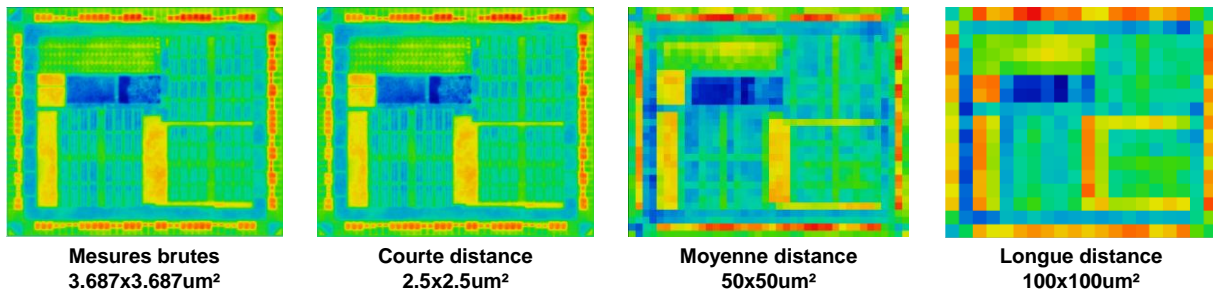 Mesures brutes
3.687x3.687um²
Courte distance
2.5x2.5um²
Moyenne distance
50x50um²
Longue distance
100x100um²